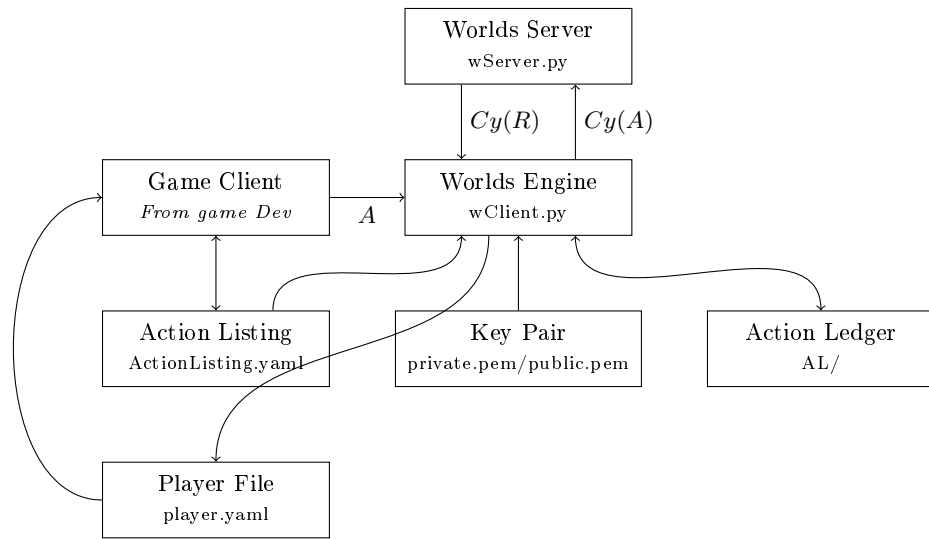 Worlds Server
wServer.py
Cy(R)
Cy(A)
Game Client
From game Dev
A
Worlds Engine
wClient.py
Action Listing
ActionListing.yaml
Key Pair
private.pem/public.pem
Action Ledger
AL/
Player File
player.yaml